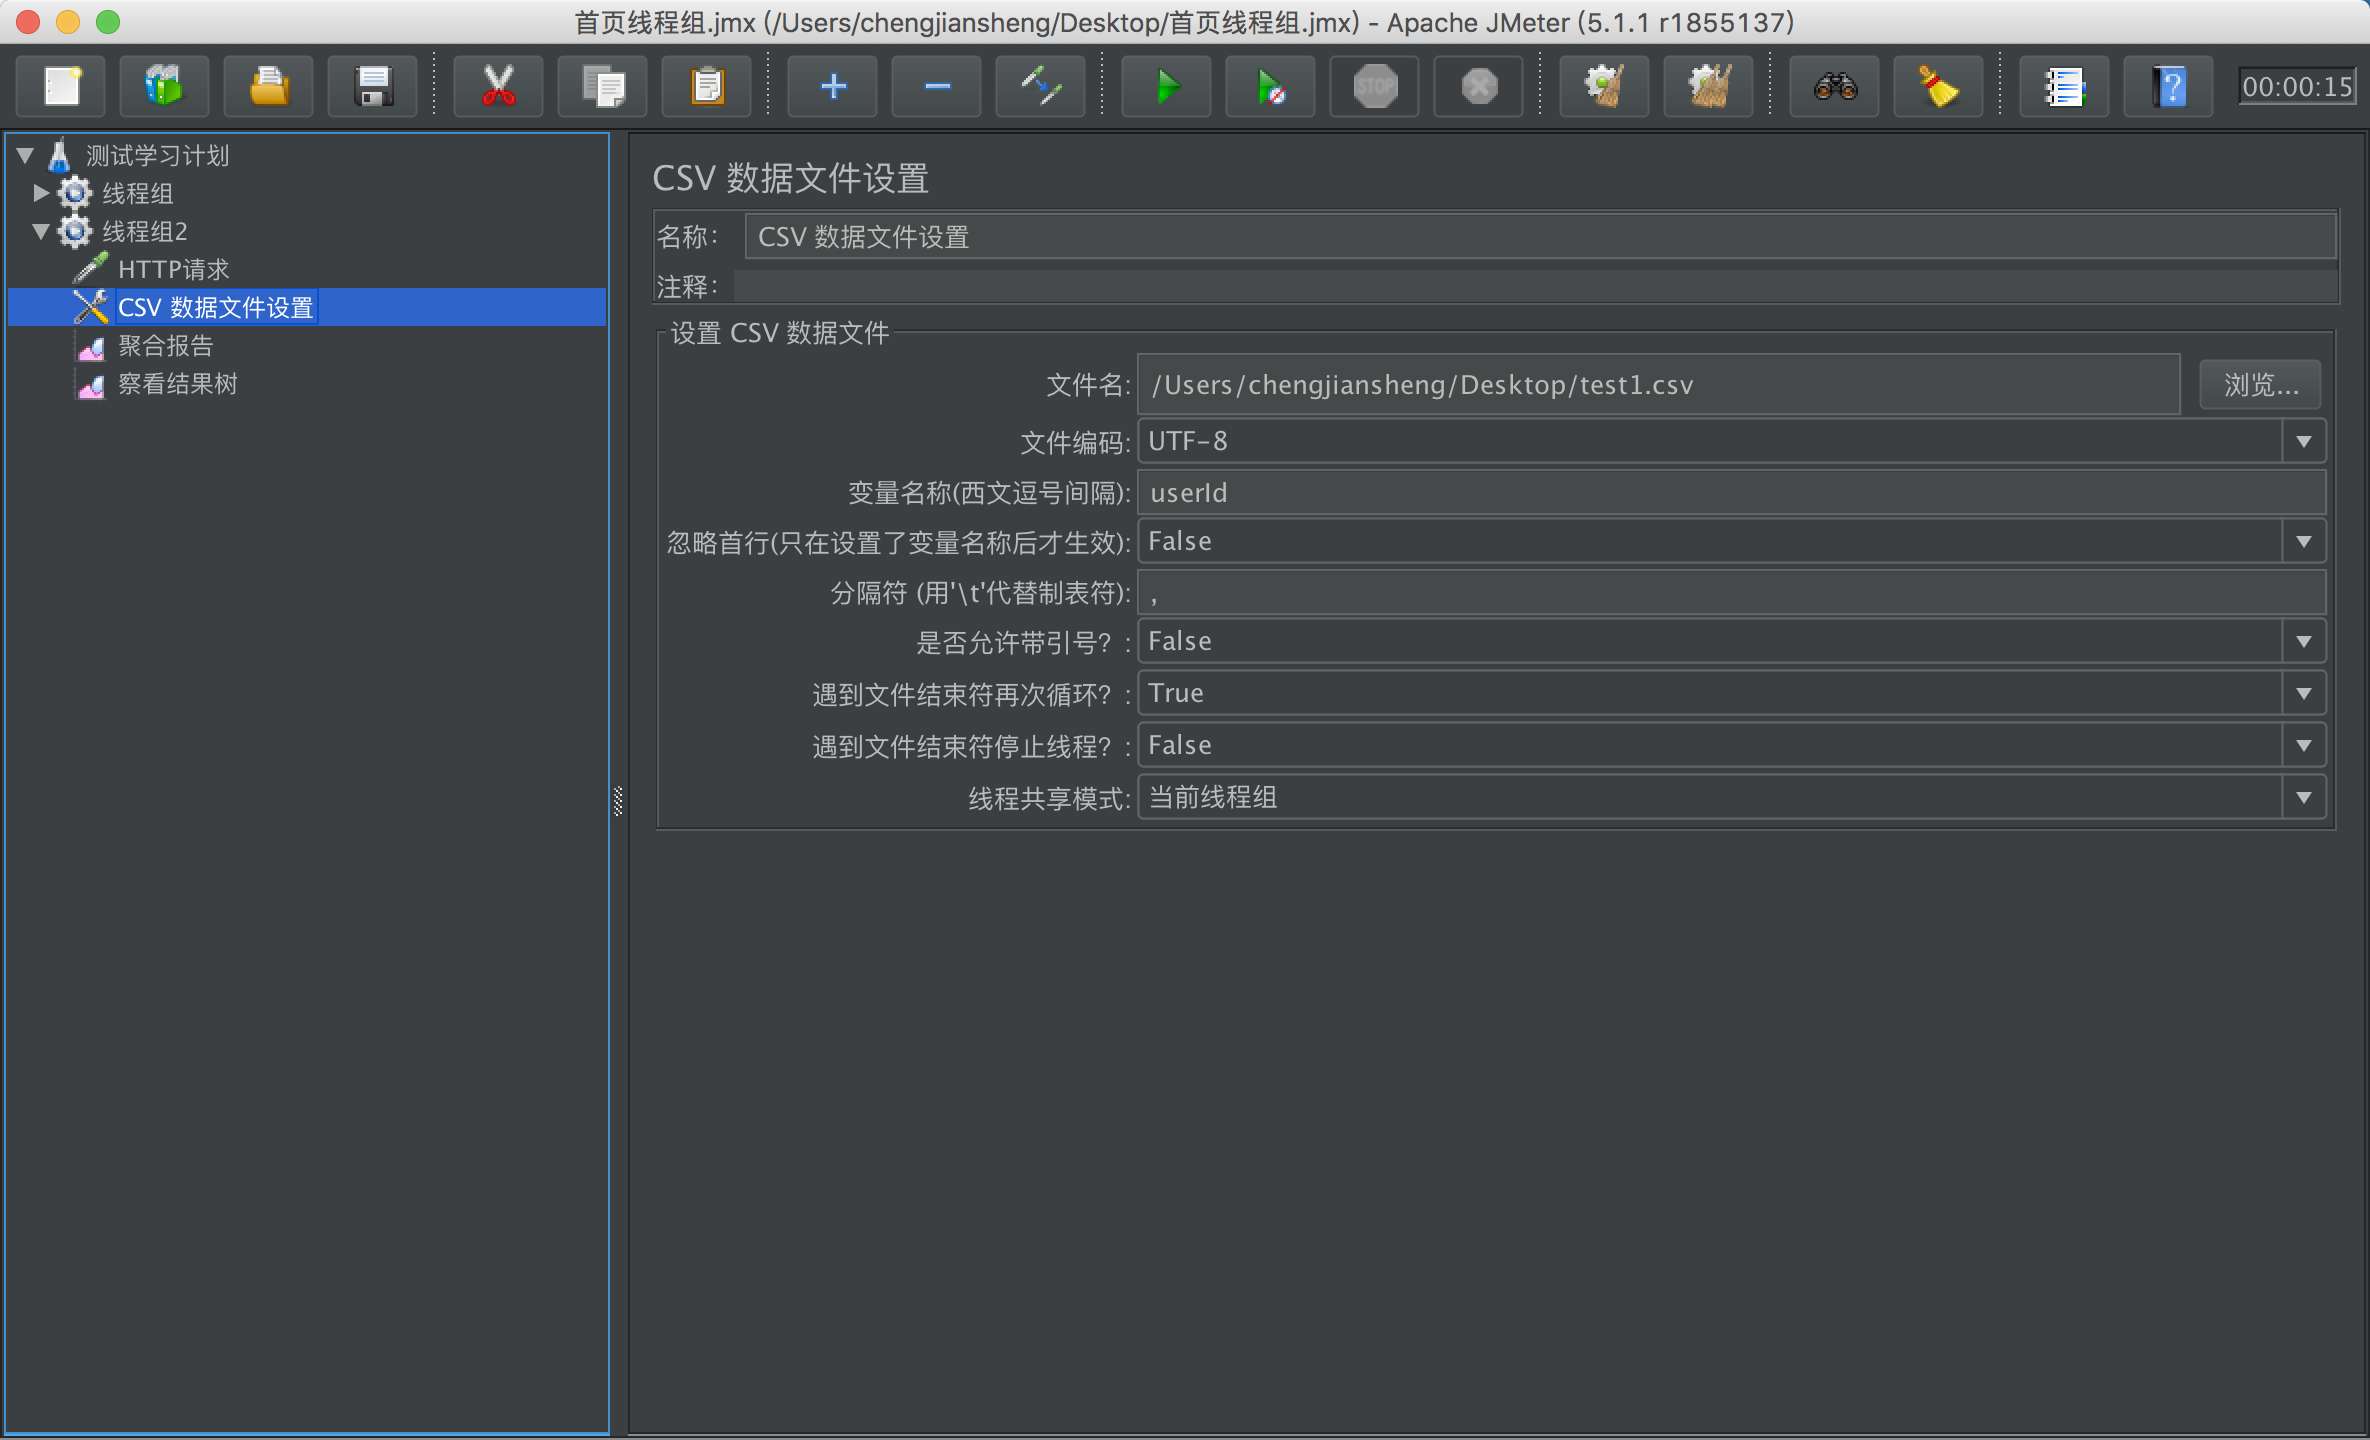 首页线程组.jmx (/Users/chengjiansheng/Desktop/首页线程组.jmx) - Apache JMeter (5.1.1 r1855137)
STOP
00:00:15
测试学习计划
线程组
线程组2
HTTP请求
CSV 数据文件设置
聚合报告
察看结果树
CSV 数据文件设置
名称： CSV 数据文件设置
注释：
设置 CSV 数据文件
文件名: /Users/chengjiansheng/Desktop/test1.csv 浏览...
文件编码: UTF-8
变量名称(西文逗号间隔): userId
忽略首行(只在设置了变量名称后才生效): False
分隔符 (用'\t'代替制表符): ,
是否允许带引号？: False
遇到文件结束符再次循环？: True
遇到文件结束符停止线程？: False
线程共享模式: 当前线程组